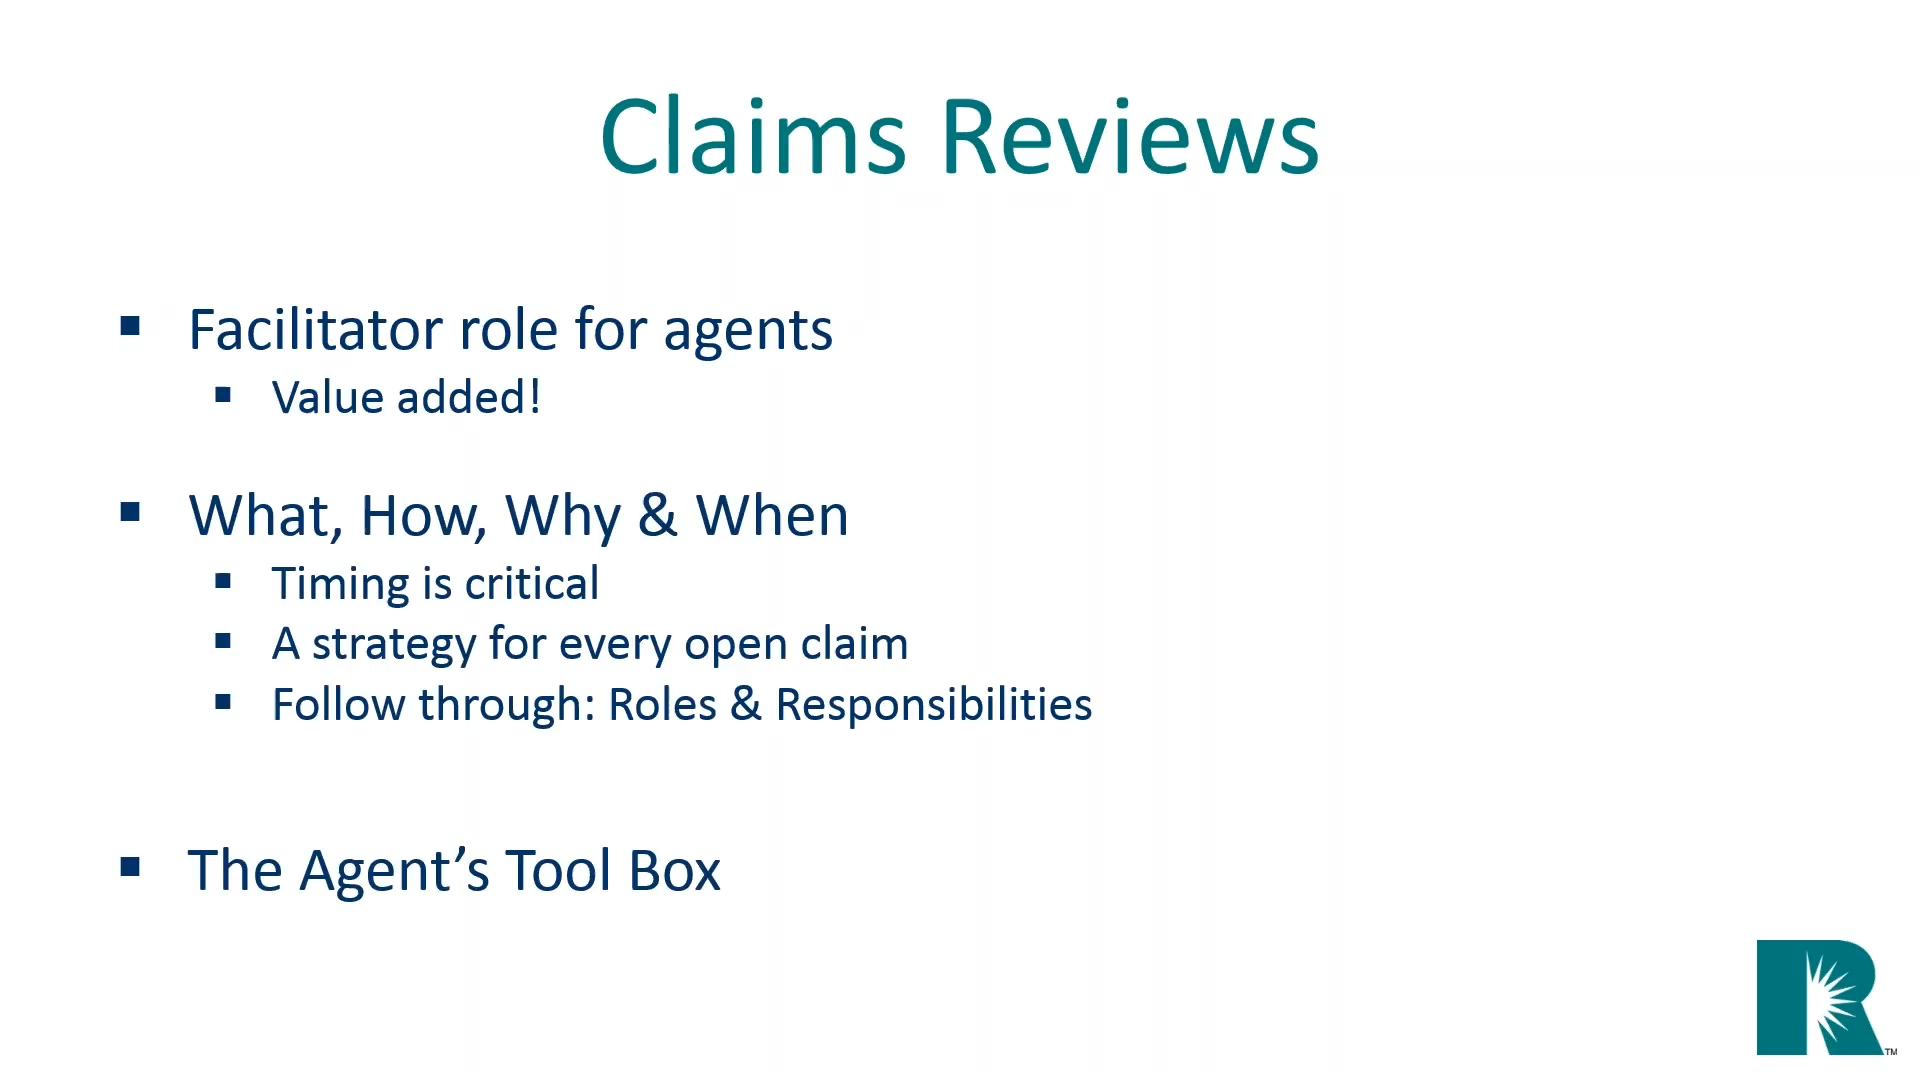 Claims Reviews
Facilitator role for agents
Value added!
What, How, Why & When
Timing is critical
A strategy for every open claim
Follow through: Roles & Responsibilities
The Agent’s Tool Box
R
TM